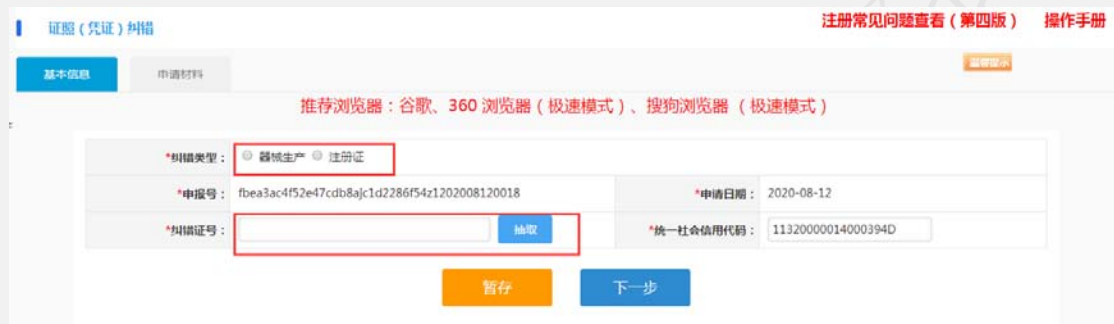 注册常见问题查看（第四版） 操作手册
证照（凭证）纠错
基本信息 申请材料 温馨提示
推荐浏览器：谷歌、360 浏览器（极速模式）、搜狗浏览器 （极速模式）
*纠错类型： 器械生产 注册证
*申报号： fbea3ac4f52e47cdb8ajc1d2286f54z1202008120018 *申请日期： 2020-08-12
*纠错证号： 抽取 *统一社会信用代码： 11320000014000394D
暂存 下一步